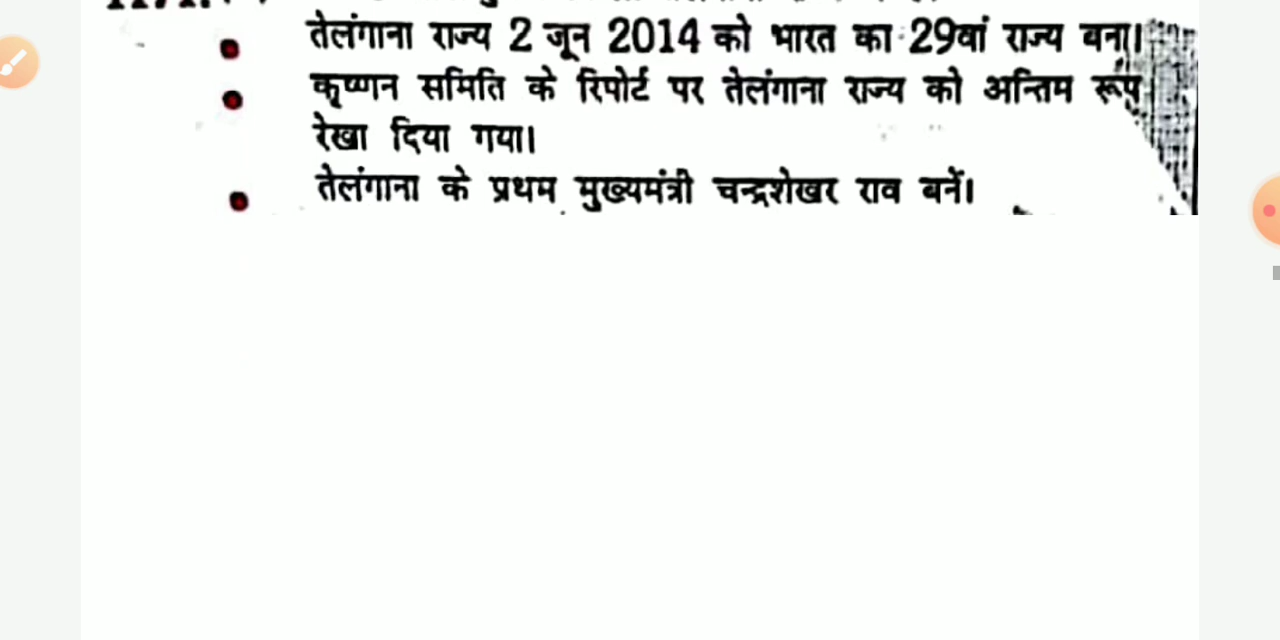 तेलंगाना राज्य 2 जून 2014 को भारत का 29वां राज्य बना।
कृष्णन समिति के रिपोर्ट पर तेलंगाना राज्य को अन्तिम रूप
रेखा दिया गया।
तेलंगाना के प्रथम मुख्यमंत्री चन्द्रशेखर राव बनें।